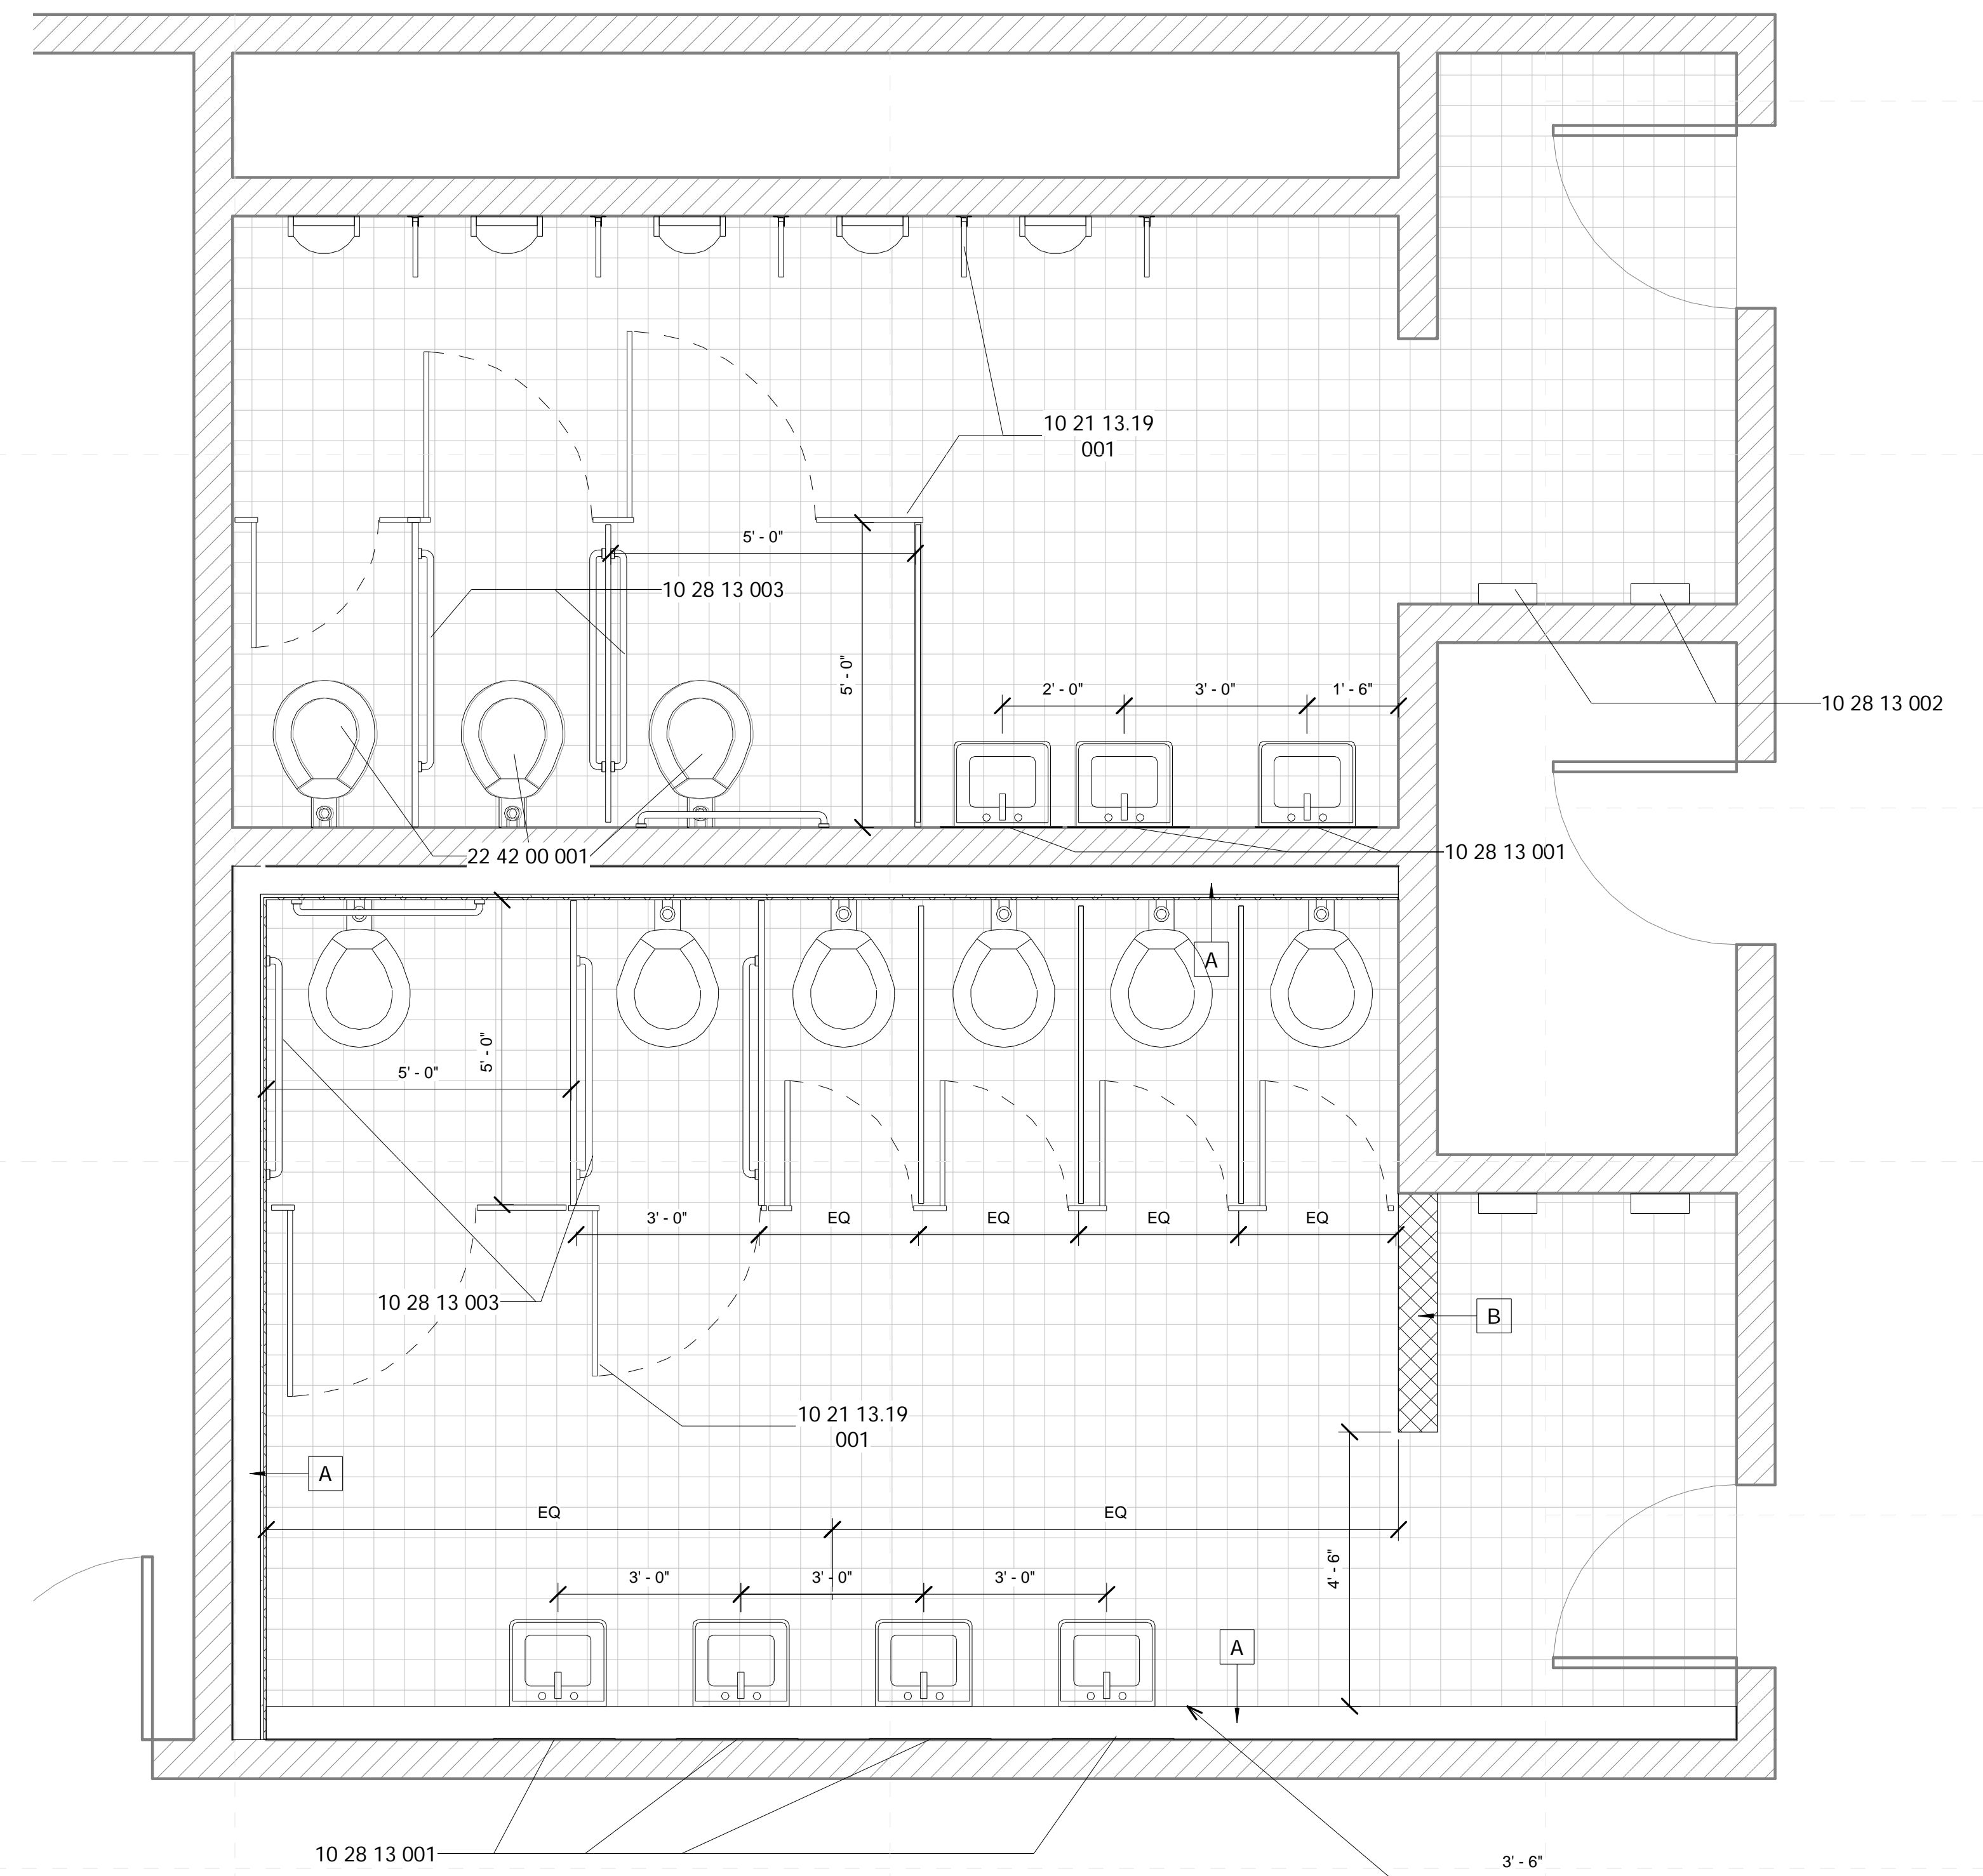 10 21 13.19
001
5' - 0"
10 28 13 003
5' - 0"
2' - 0"
3' - 0"
1' - 6"
10 28 13 002
22 42 00 001
10 28 13 001
A
5' - 0"
5' - 0"
3' - 0"
EQ
EQ
EQ
EQ
10 28 13 003
B
10 21 13.19
001
A
EQ
EQ
4' - 6"
3' - 0"
3' - 0"
3' - 0"
A
10 28 13 001
3' - 6"